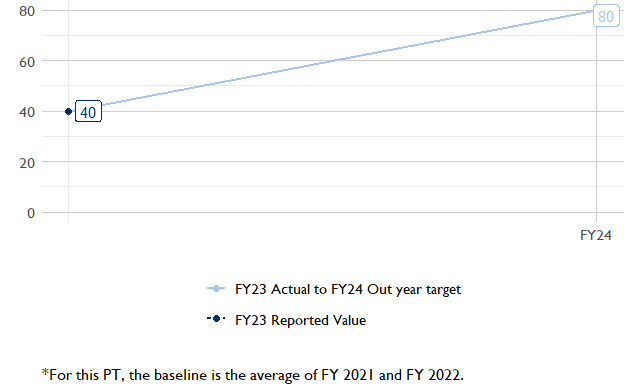 80
80
60
40
40
20
0
FY24
FY23 Actual to FY24 Out year target
FY23 Reported Value
*For this PT, the baseline is the average of FY 2021 and FY 2022.